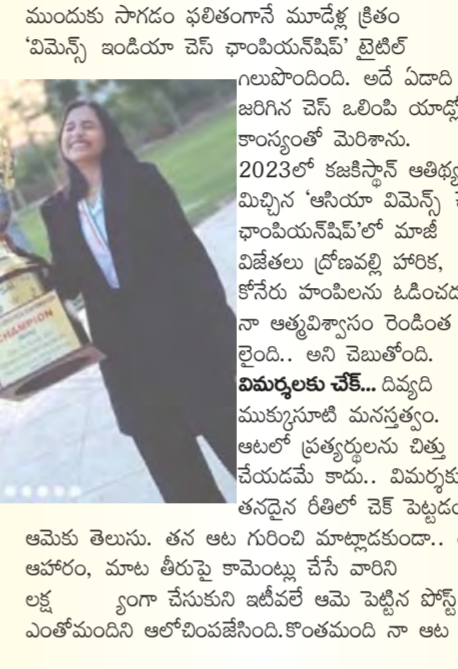 ముందుకు సాగడం ఫలితంగానే మూడేళ్ల క్రితం
‘విమెన్స్ ఇండియా చెస్ ఛాంపియన్‌షిప్’ టైటిల్
గెలుపొందింది. అదే ఏడాది
జరిగిన చెస్ ఒలింపి యాడ్లో
కాంస్యంతో మెరిశాను.
2023లో కజకిస్థాన్ ఆతిథ్య
మిచ్చిన ‘ఆసియా విమెన్స్
ఛాంపియన్‌షిప్’లో మాజీ
విజేతలు ద్రోణవల్లి హారిక,
కోనేరు హంపిలను ఓడించడ
నా ఆత్మవిశ్వాసం రెండింత
లైంది.. అని చెబుతోంది.
విమర్శలకు చేక్... దివ్యది
ముక్కుసూటి మనస్తత్వం.
ఆటలో ప్రత్యర్థులను చిత్తు
చేయడమే కాదు.. విమర్శకు
తనదైన రీతిలో చెక్ పెట్టడం
ఆమెకు తెలుసు. తన ఆట గురించి మాట్లాడకుండా..
ఆహారం, మాట తీరుపై కామెంట్లు చేసే వారిని
లక్ష్యంగా చేసుకుని ఇటీవలే ఆమె పెట్టిన పోస్ట్
ఎంతోమందిని ఆలోచింపజేసింది.కొంతమంది నా ఆట
CHAMPION